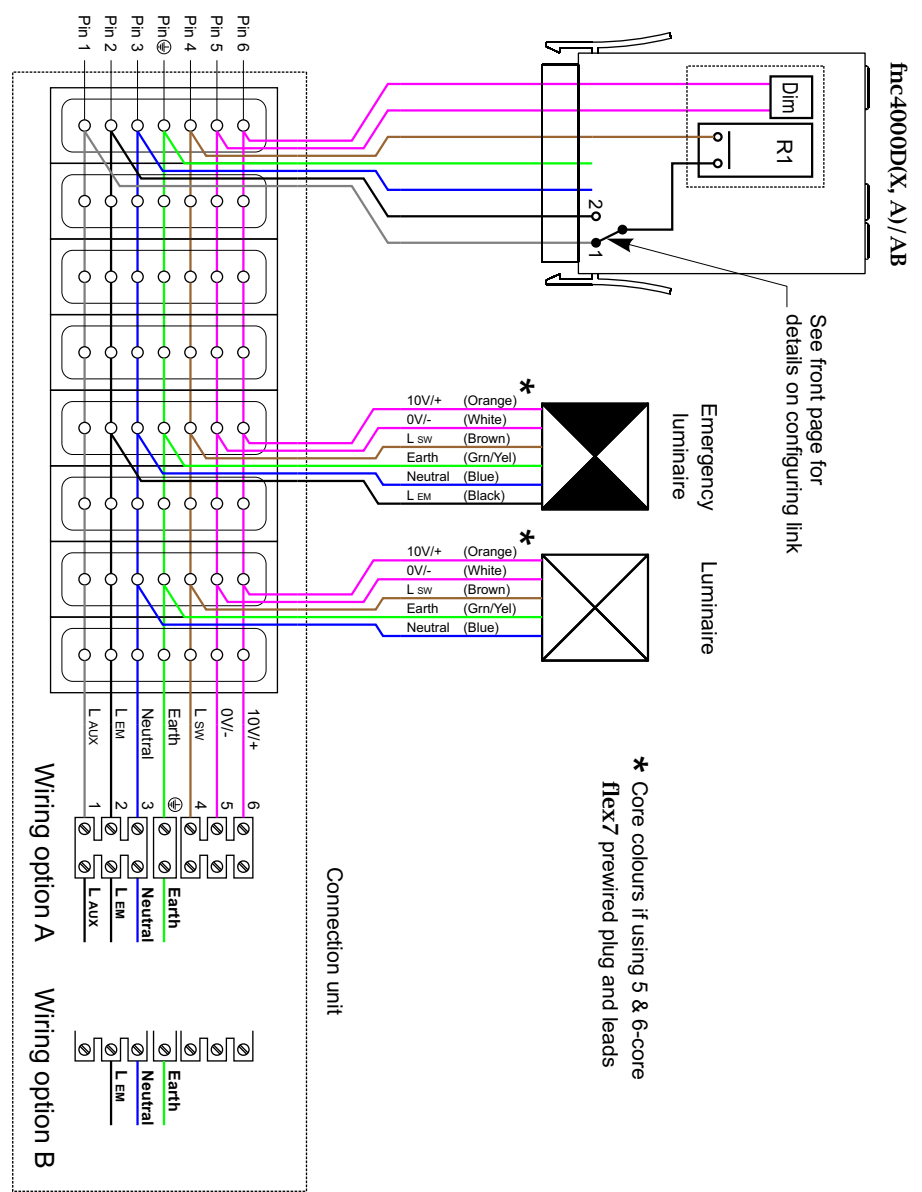 fnc4000D(X, A)/AB
Dim
R1
2
1
See front page for
details on configuring link
Pin 6
Pin 5
Pin 4
Pin ⏚
Pin 3
Pin 2
Pin 1
*
10V/+ (Orange)
0V/- (White)
L SW (Brown)
Earth (Grn/Yel)
Neutral (Blue)
L EM (Black)
Emergency
luminaire
*
10V/+ (Orange)
0V/- (White)
L SW (Brown)
Earth (Grn/Yel)
Neutral (Blue)
Luminaire
* Core colours if using 5 & 6-core
flex7 prewired plug and leads
10V/+
0V/-
L SW
Earth
Neutral
L EM
L AUX
6
5
4
⏚
3
2
1
Earth
Neutral
L EM
L AUX
Wiring option A
Connection unit
Earth
Neutral
L EM
Wiring option B